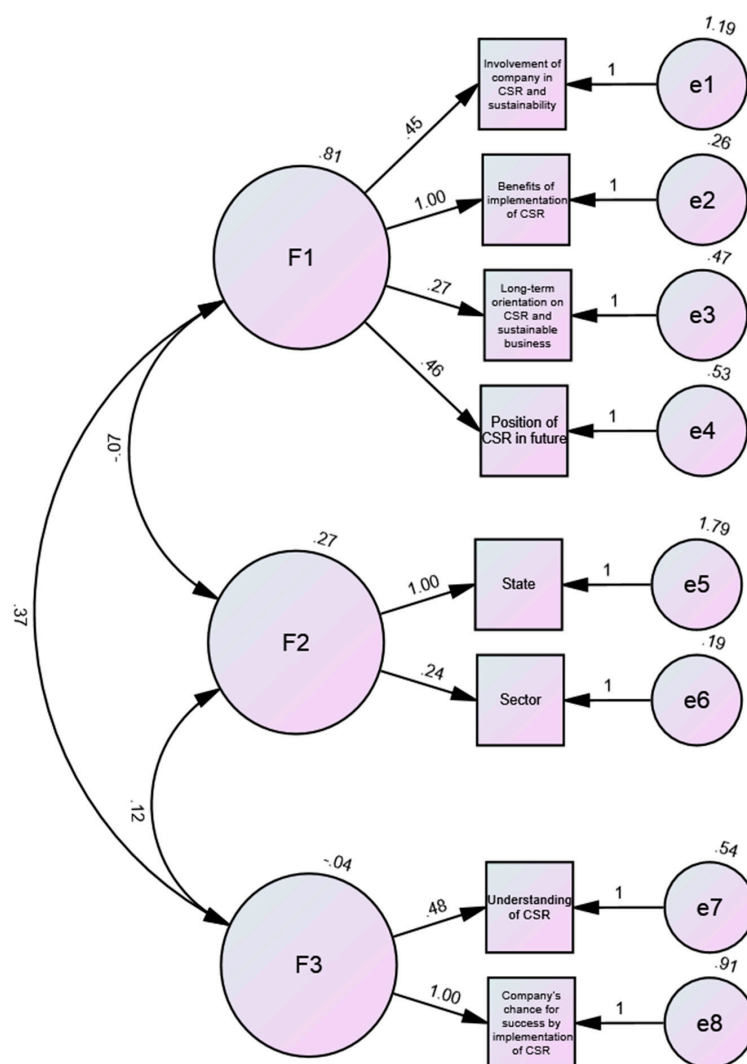 1.19
Involvement of
company in
CSR and
sustainability
1
e1
.45
.81
F1
.26
Benefits of
implementation
of CSR
1
e2
1.00
.47
Long-term
orientation on
CSR and
sustainable
business
1
e3
.27
.53
Position of
CSR in future
1
e4
.46
-.07
.37
.27
F2
1.79
State
1
e5
1.00
.19
Sector
1
e6
.24
.12
-.04
F3
.54
Understanding
of CSR
1
e7
.48
.91
Company's
chance for
success by
implementation
of CSR
1
e8
1.00